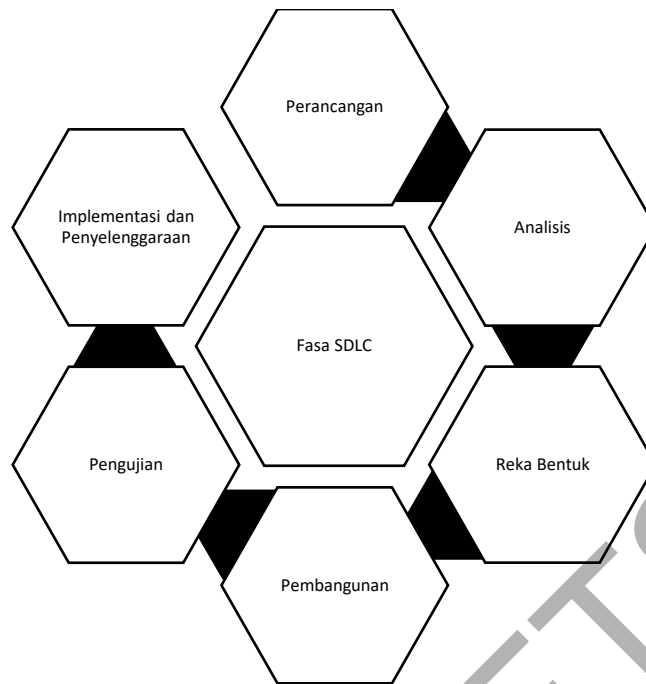 Perancangan
Analisis
Reka Bentuk
Pembangunan
Pengujian
Implementasi dan
Penyelenggaraan
Fasa SDLC